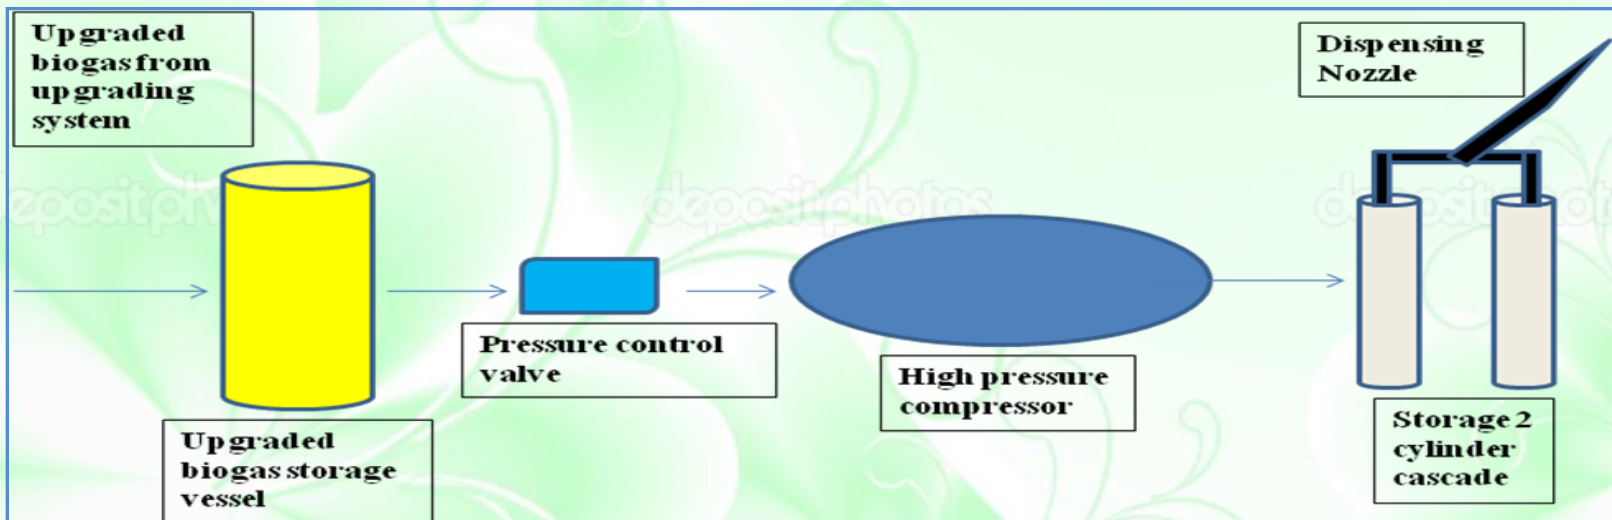 Upgraded
biogas from
upgrading
system
Dispensing
Nozzle
depositphotos
Pressure control
valve
High pressure
compressor
Upgraded
biogas storage
vessel
Storage 2
cylinder
cascade